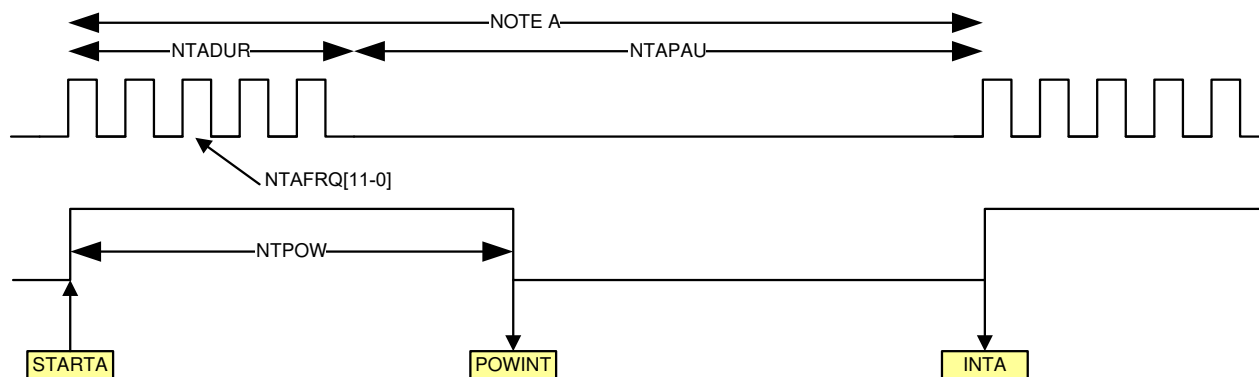 NOTE A
NTADUR
NTAPAU
NTAFRQ[11-0]
NTPOW
STARTA
POWINT
INTA